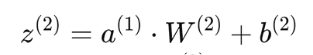 z⁽²⁾ = a⁽¹⁾ · W⁽²⁾ + b⁽²⁾